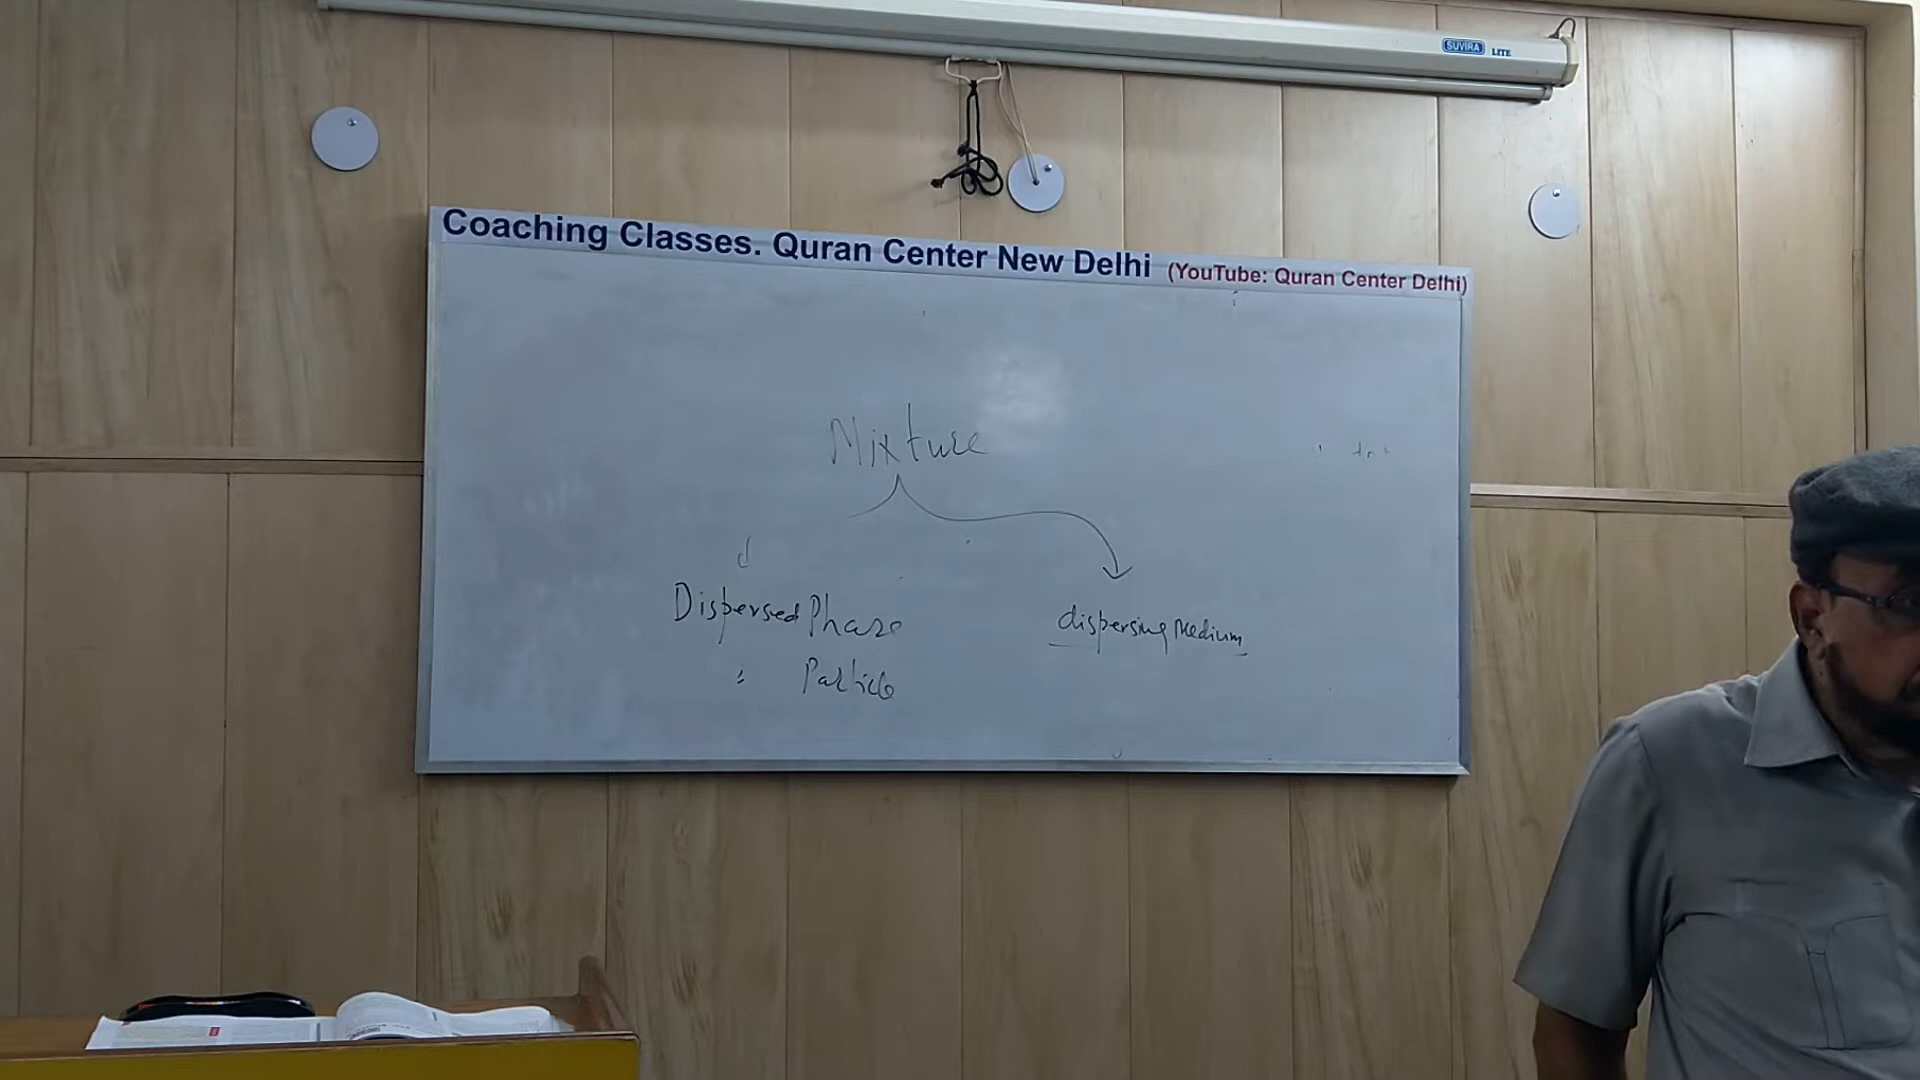 SUVIRA LITE
Coaching Classes. Quran Center New Delhi (YouTube: Quran Center Delhi)
Mixture
Dispersed Phase
dispersing Medium
Particle